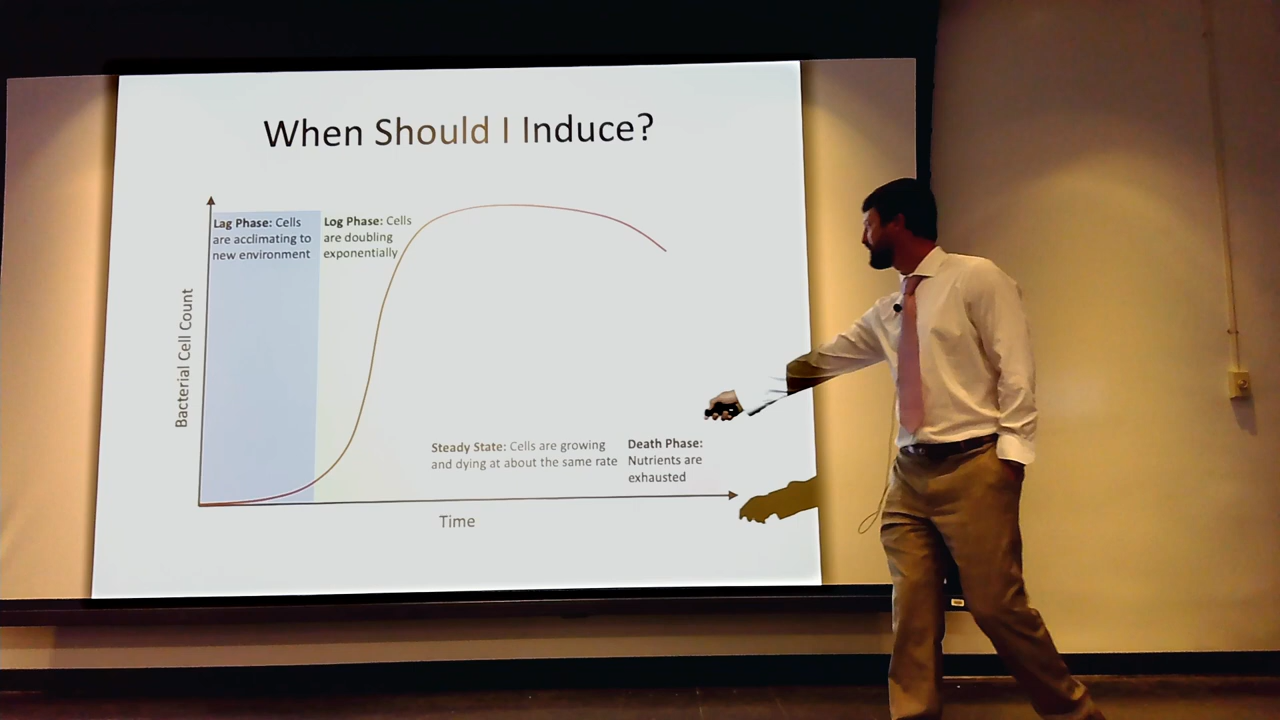 When Should I Induce?
Lag Phase: Cells
are acclimating to
new environment
Log Phase: Cells
are doubling
exponentially
Bacterial Cell Count
Steady State: Cells are growing
and dying at about the same rate
Death Phase:
Nutrients are
exhausted
Time